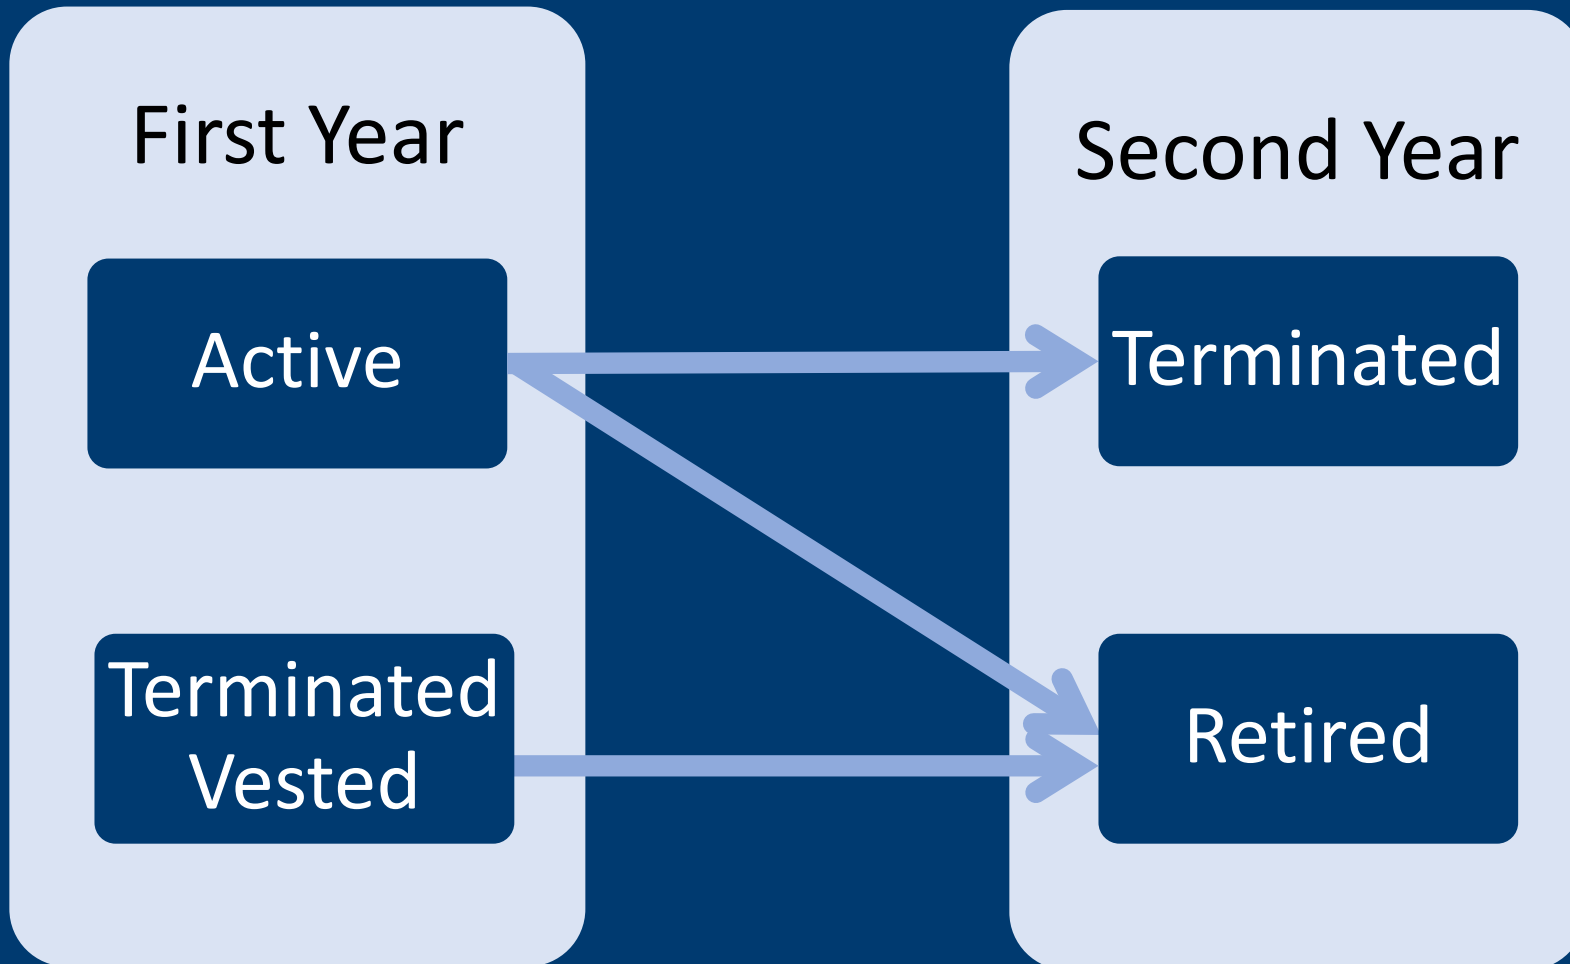 First Year
Active
Terminated
Vested
Second Year
Terminated
Retired